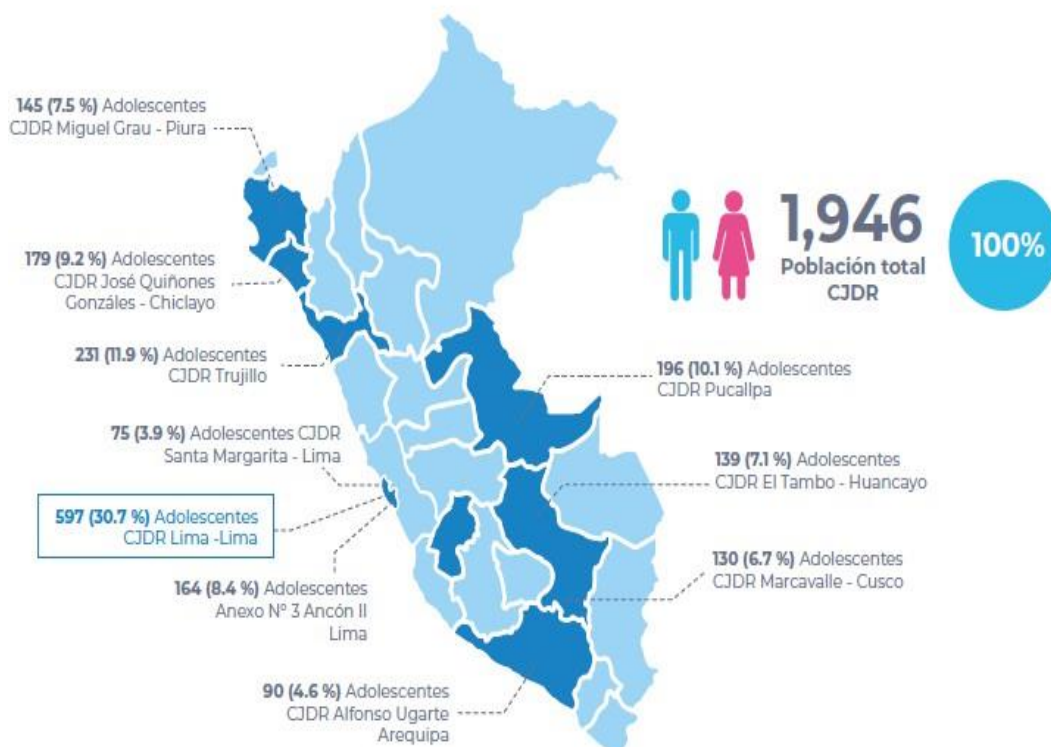 145 (7.5 %) Adolescentes
CJDR Miguel Grau - Piura
179 (9.2 %) Adolescentes
CJDR José Quiñones
Gonzáles - Chiclayo
231 (11.9 %) Adolescentes
CJDR Trujillo
75 (3.9 %) Adolescentes CJDR
Santa Margarita - Lima
597 (30.7 %) Adolescentes
CJDR Lima -Lima
164 (8.4 %) Adolescentes
Anexo N° 3 Ancón II
Lima
90 (4.6 %) Adolescentes
CJDR Alfonso Ugarte
Arequipa
1,946
Población total
CJDR
100%
196 (10.1 %) Adolescentes
CJDR Pucallpa
139 (7.1 %) Adolescentes
CJDR El Tambo - Huancayo
130 (6.7 %) Adolescentes
CJDR Marcavalle - Cusco